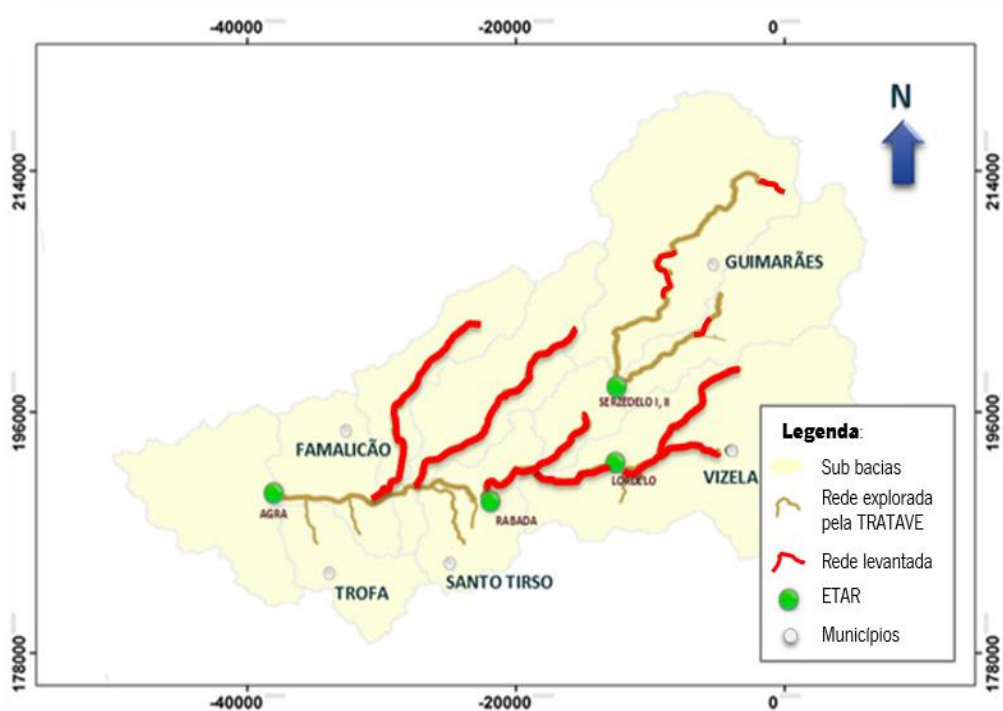 -40000
-20000
0
N
214000
214000
GUIMARÃES
SERZEDELO I, II
196000
196000
FAMALICÃO
Legenda:
Sub bacias
Rede explorada
pela TRATAVE
Rede levantada
ETAR
Municípios
LORDELO
VIZELA
AGRA
RABADA
TROFA
SANTO TIRSO
178000
178000
-40000
-20000
0